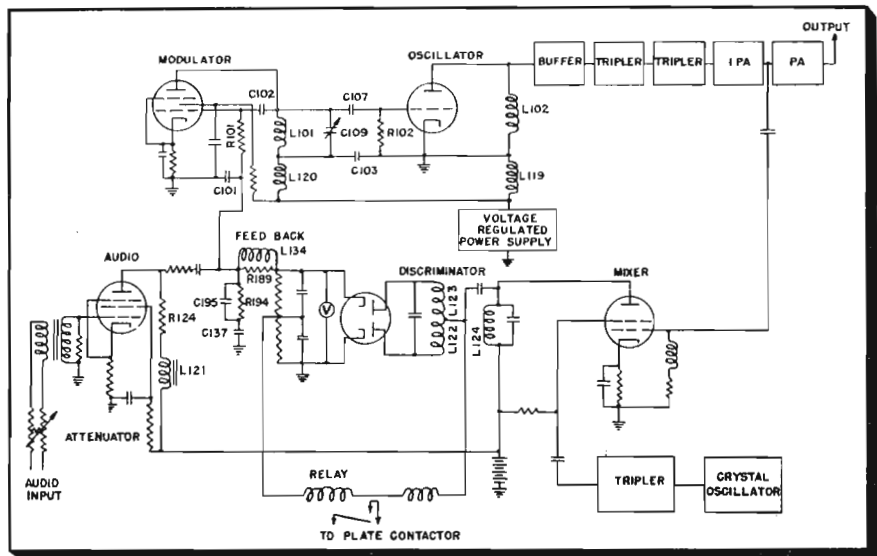 OUTPUT
MODULATOR
OSCILLATOR
BUFFER
TRIPLER
TRIPLER
I PA
PA
C102
C107
R101
L101
C109
R102
L102
C103
L120
C101
L119
VOLTAGE
REGULATED
POWER SUPPLY
FEED BACK
L134
AUDIO
DISCRIMINATOR
MIXER
R189
C195
R194
V
L123
L122
L124
R124
C137
L121
ATTENUATOR
AUDIO
INPUT
RELAY
TO PLATE CONTACTOR
TRIPLER
CRYSTAL
OSCILLATOR